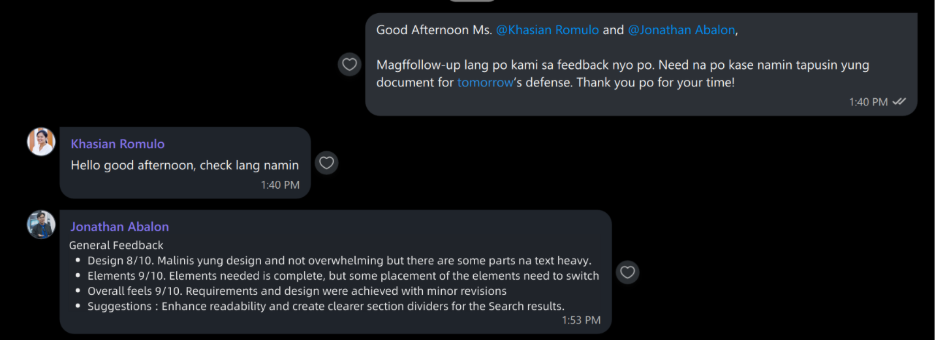 Good Afternoon Ms. @Khasian Romulo and @Jonathan Abalon,
Magffollow-up lang po kami sa feedback nyo po. Need na po kase namin tapusin yung
document for tomorrow's defense. Thank you po for your time!
1:40 PM
Khasian Romulo
Hello good afternoon, check lang namin
1:40 PM
Jonathan Abalon
General Feedback
• Design 8/10. Malinis yung design and not overwhelming but there are some parts na text heavy.
• Elements 9/10. Elements needed is complete, but some placement of the elements need to switch
• Overall feels 9/10. Requirements and design were achieved with minor revisions
• Suggestions : Enhance readability and create clearer section dividers for the Search results.
1:53 PM